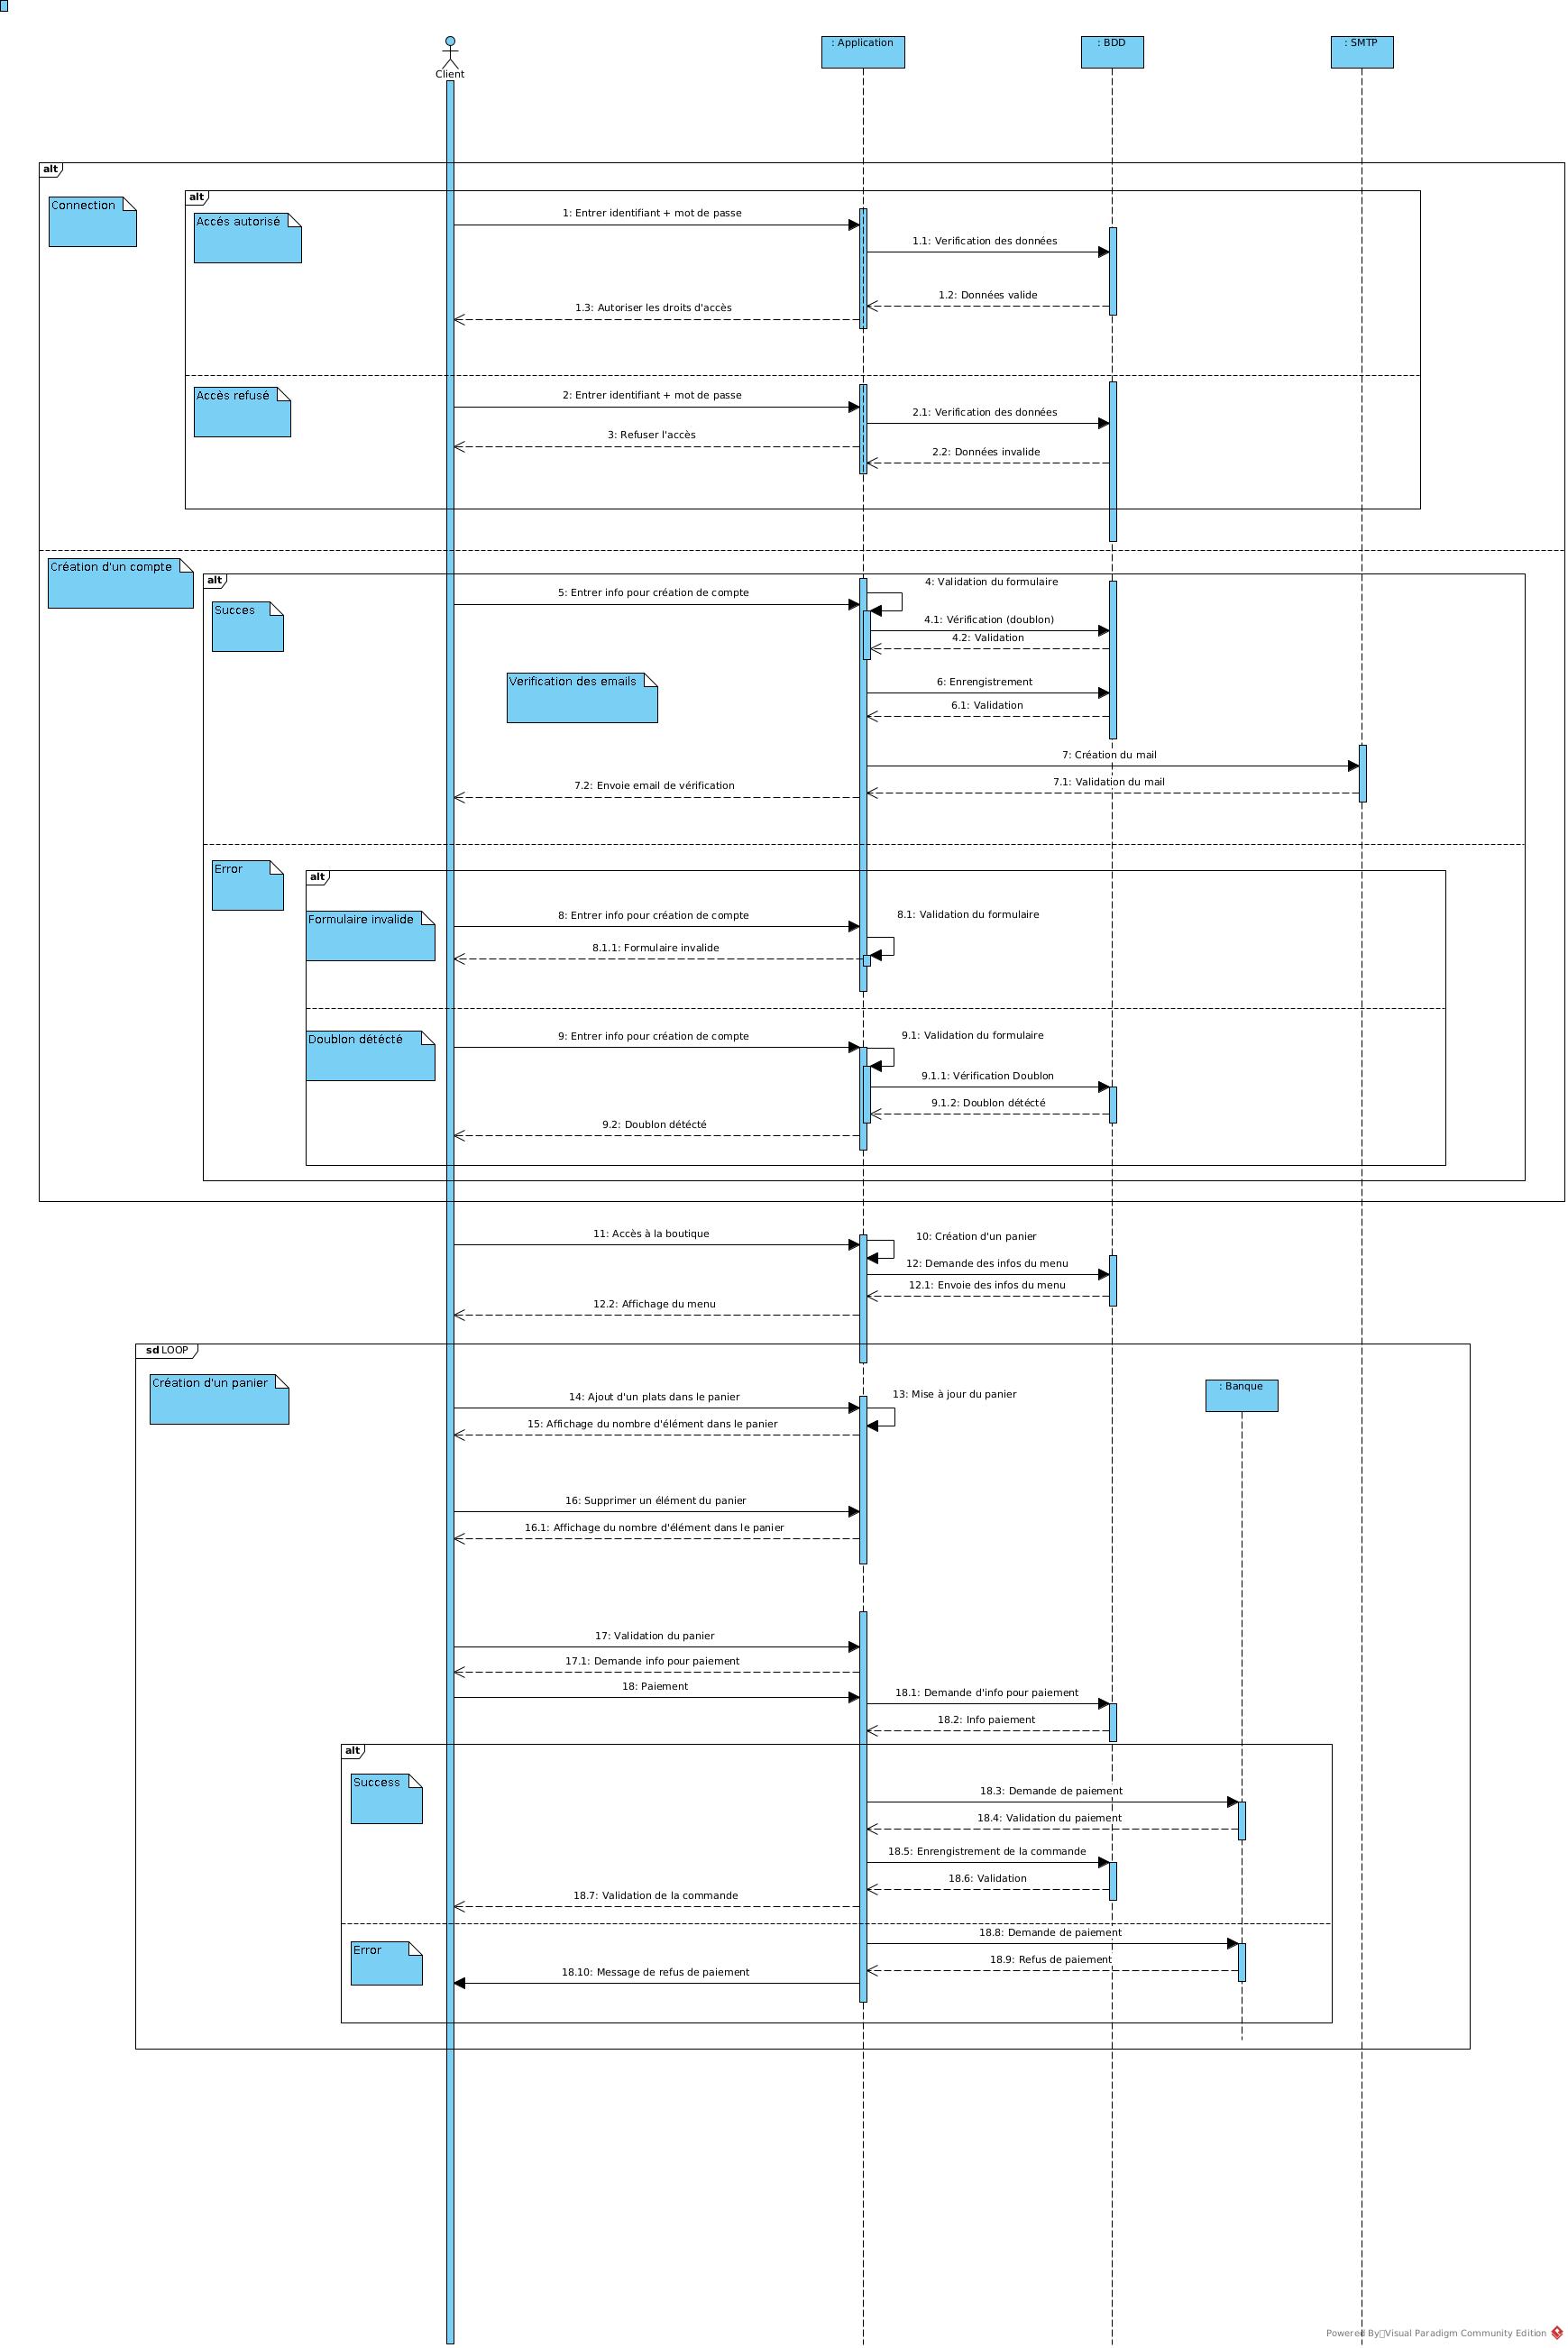 Client
: Application
: BDD
: SMTP
alt
Connection
alt
Accés autorisé
1: Entrer identifiant + mot de passe
1.1: Verification des données
1.2: Données valide
1.3: Autoriser les droits d'accès
Accès refusé
2: Entrer identifiant + mot de passe
2.1: Verification des données
3: Refuser l'accès
2.2: Données invalide
Création d'un compte
alt
Succes
4: Validation du formulaire
5: Entrer info pour création de compte
4.1: Vérification (doublon)
4.2: Validation
Verification des emails
6: Enrengistrement
6.1: Validation
7: Création du mail
7.1: Validation du mail
7.2: Envoie email de vérification
Error
alt
Formulaire invalide
8: Entrer info pour création de compte
8.1: Validation du formulaire
8.1.1: Formulaire invalide
Doublon détécté
9: Entrer info pour création de compte
9.1: Validation du formulaire
9.1.1: Vérification Doublon
9.1.2: Doublon détécté
9.2: Doublon détécté
11: Accès à la boutique
10: Création d'un panier
12: Demande des infos du menu
12.1: Envoie des infos du menu
12.2: Affichage du menu
sd LOOP
Création d'un panier
: Banque
14: Ajout d'un plats dans le panier
13: Mise à jour du panier
15: Affichage du nombre d'élément dans le panier
16: Supprimer un élément du panier
16.1: Affichage du nombre d'élément dans le panier
17: Validation du panier
17.1: Demande info pour paiement
18: Paiement
18.1: Demande d'info pour paiement
18.2: Info paiement
alt
Success
18.3: Demande de paiement
18.4: Validation du paiement
18.5: Enrengistrement de la commande
18.6: Validation
18.7: Validation de la commande
18.8: Demande de paiement
Error
18.9: Refus de paiement
18.10: Message de refus de paiement
Powered By Visual Paradigm Community Edition